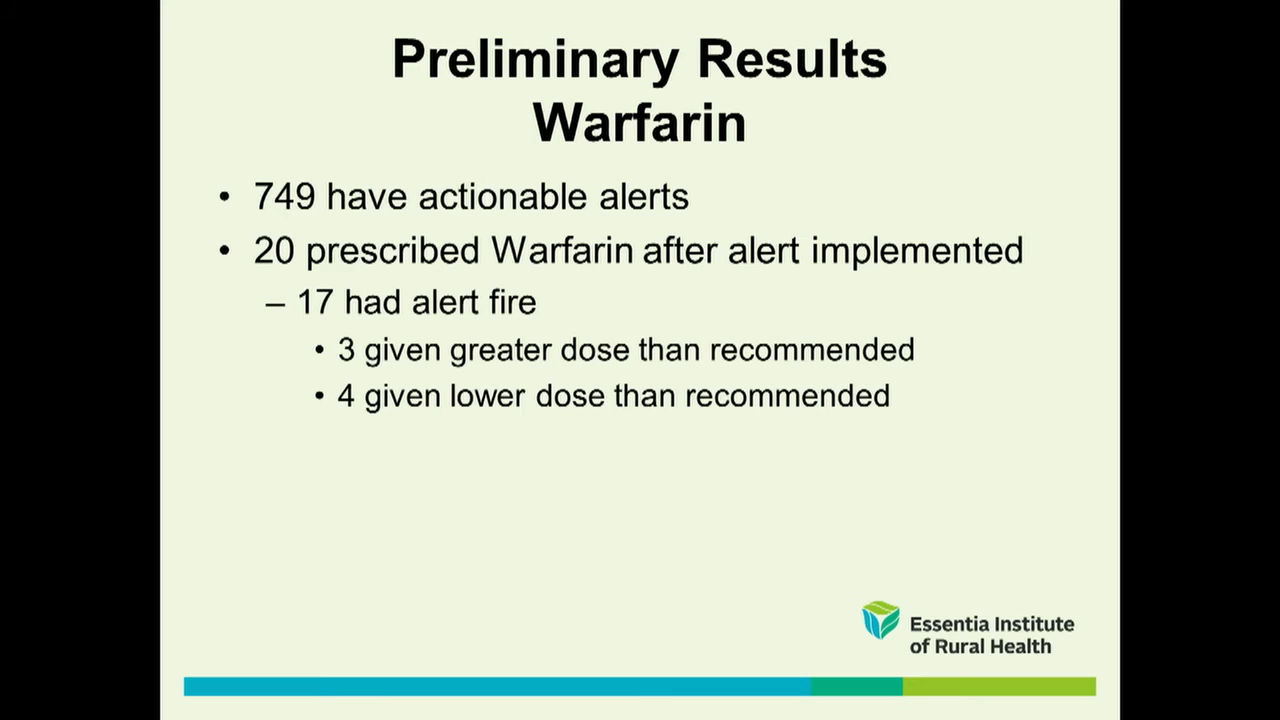 Preliminary Results
Warfarin
• 749 have actionable alerts
• 20 prescribed Warfarin after alert implemented
– 17 had alert fire
• 3 given greater dose than recommended
• 4 given lower dose than recommended
Essentia Institute
of Rural Health